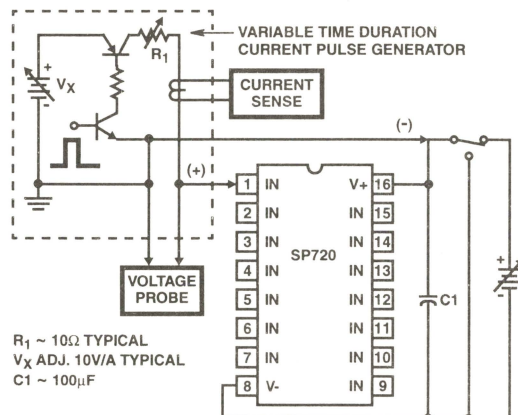 VARIABLE TIME DURATION
CURRENT PULSE GENERATOR
R1
+
VX
-
CURRENT
SENSE
(-)
(+)
1 IN V+ 16
2 IN IN 15
3 IN IN 14
SP720
4 IN IN 13
5 IN IN 12
6 IN IN 11
7 IN IN 10
8 V- IN 9
+
-
C1
VOLTAGE
PROBE
R1 ~ 10Ω TYPICAL
VX ADJ. 10V/A TYPICAL
C1 ~ 100μF